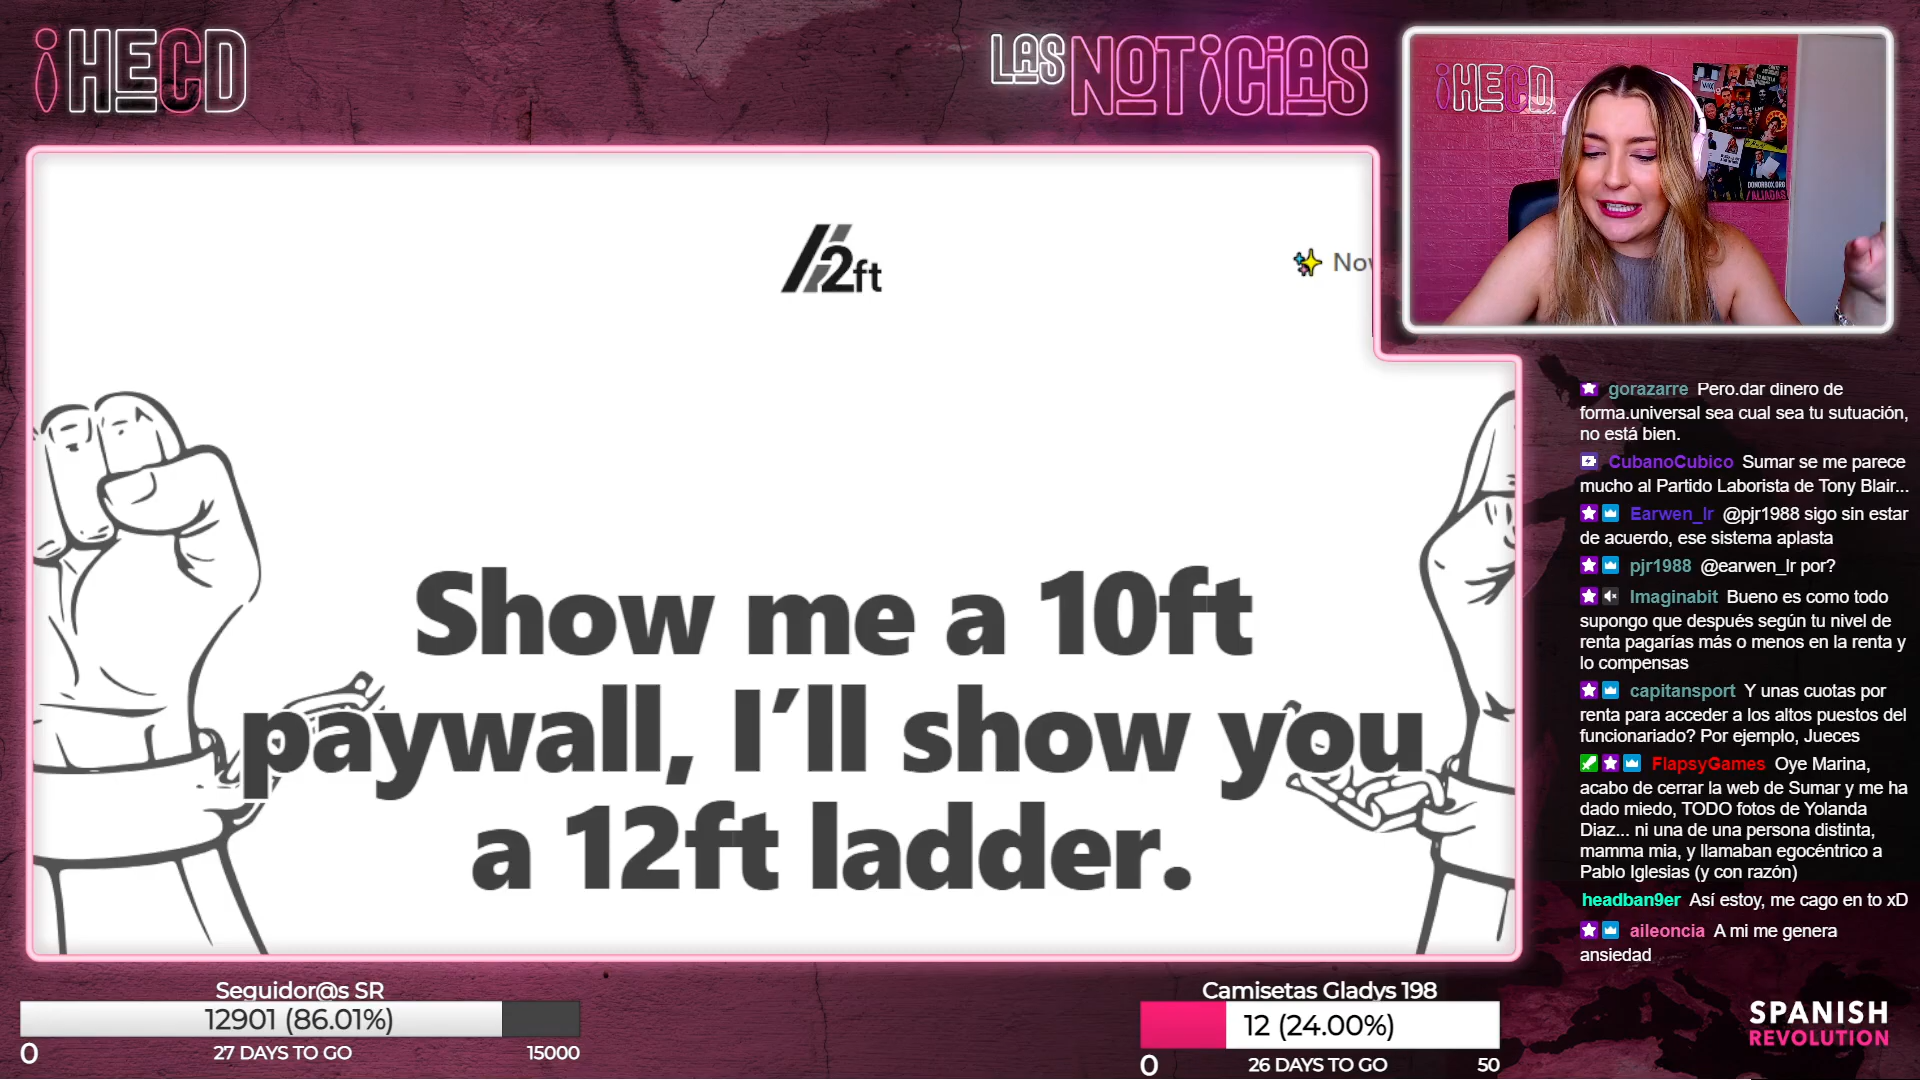 ¡HECD
LAS NOTICIAS
¡HECD
DONORBOX.ORG
/ALIADAS
12ft
✨ Now
Show me a 10ft
paywall, I’ll show you
a 12ft ladder.
gorazarre Pero.dar dinero de
forma.universal sea cual sea tu sutuación,
no está bien.
CubanoCubico Sumar se me parece
mucho al Partido Laborista de Tony Blair...
Earwen_lr @pjr1988 sigo sin estar
de acuerdo, ese sistema aplasta
pjr1988 @earwen_lr por?
Imaginabit Bueno es como todo
supongo que después según tu nivel de
renta pagarías más o menos en la renta y
lo compensas
capitansport Y unas cuotas por
renta para acceder a los altos puestos del
funcionariado? Por ejemplo, Jueces
FlapsyGames Oye Marina,
acabo de cerrar la web de Sumar y me ha
dado miedo, TODO fotos de Yolanda
Diaz... ni una de una persona distinta,
mamma mia, y llamaban egocéntrico a
Pablo Iglesias (y con razón)
headban9er Así estoy, me cago en to xD
aileoncia A mi me genera
ansiedad
Seguidor@s SR
12901 (86.01%)
0 27 DAYS TO GO 15000
Camisetas Gladys 198
12 (24.00%)
0 26 DAYS TO GO 50
SPANISH
REVOLUTION